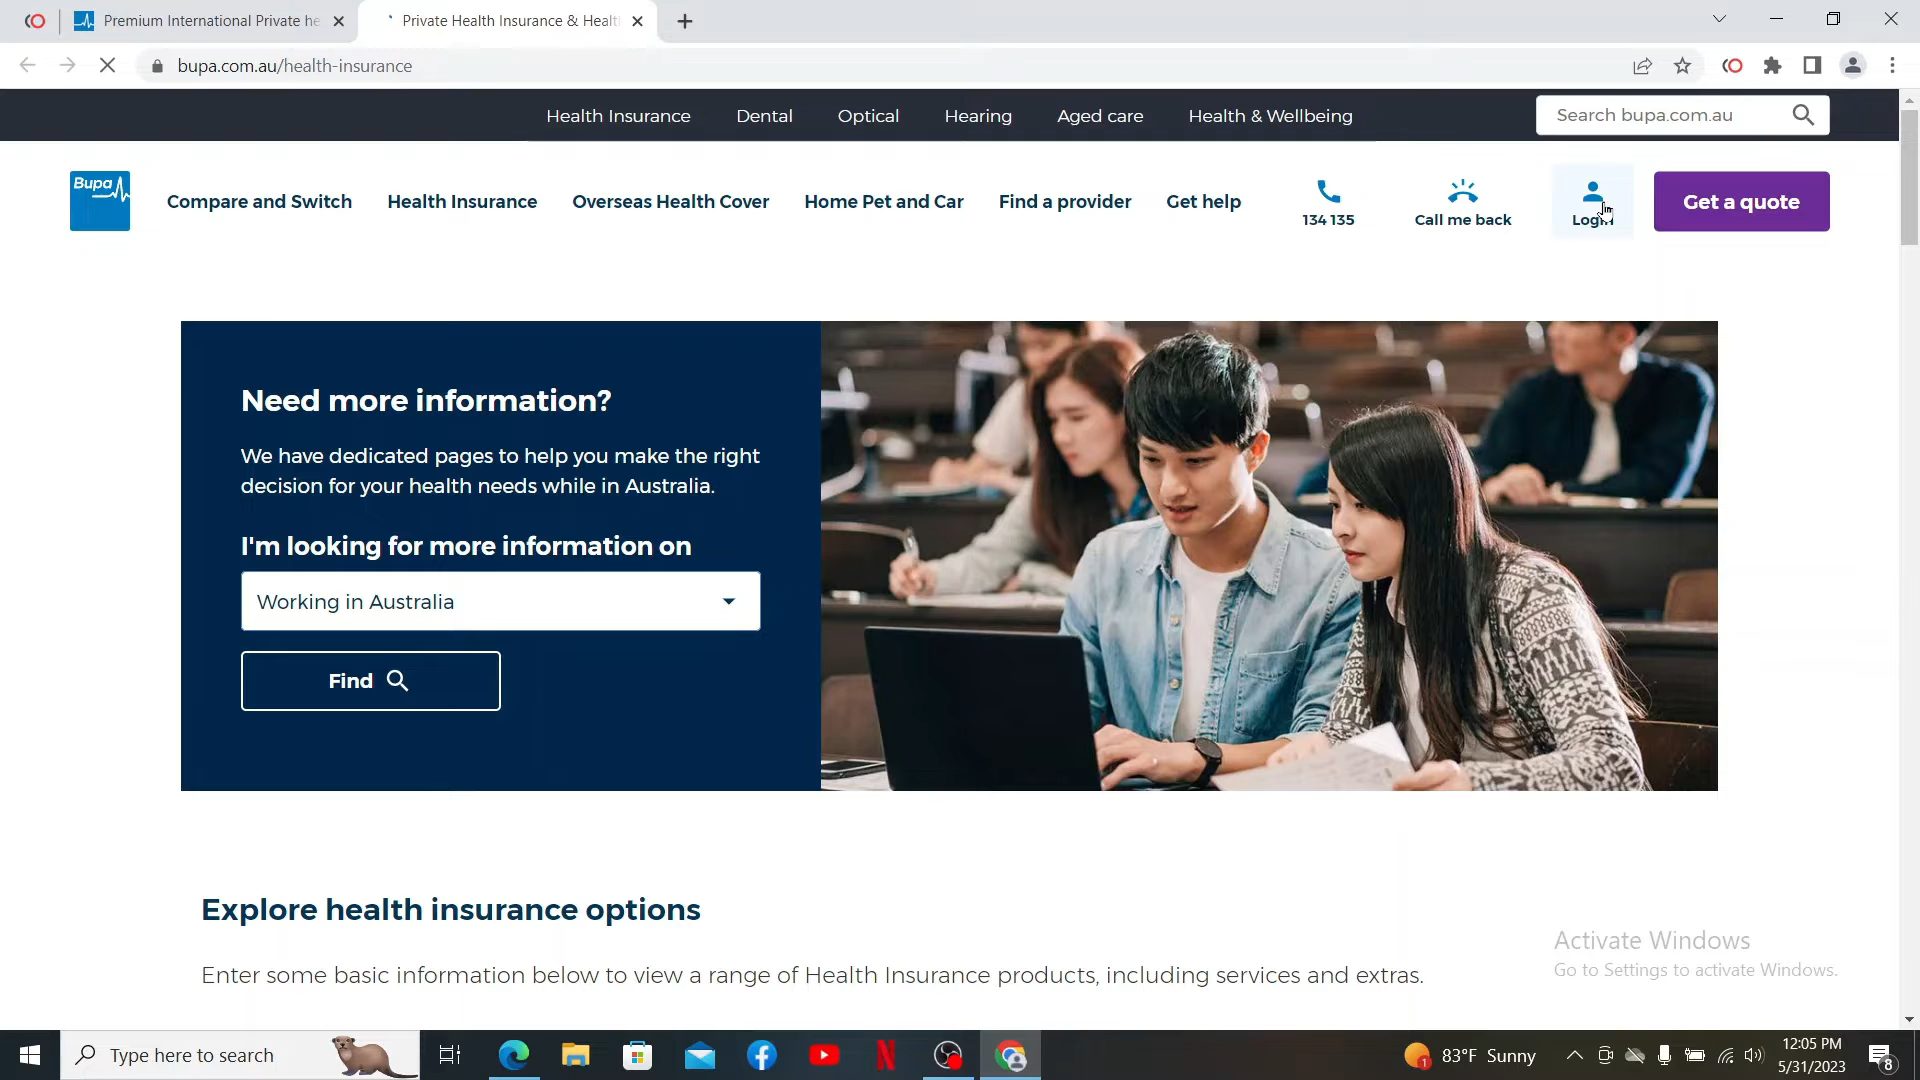 Premium International Private he
Private Health Insurance & Healt
bupa.com.au/health-insurance
Health Insurance
Dental
Optical
Hearing
Aged care
Health & Wellbeing
Search bupa.com.au
Bupa
Compare and Switch
Health Insurance
Overseas Health Cover
Home Pet and Car
Find a provider
Get help
134 135
Call me back
Login
Get a quote
Need more information?
We have dedicated pages to help you make the right
decision for your health needs while in Australia.
I'm looking for more information on
Working in Australia
Find
Explore health insurance options
Enter some basic information below to view a range of Health Insurance products, including services and extras.
Activate Windows
Go to Settings to activate Windows.
Type here to search
1
83°F Sunny
12:05 PM
5/31/2023
8